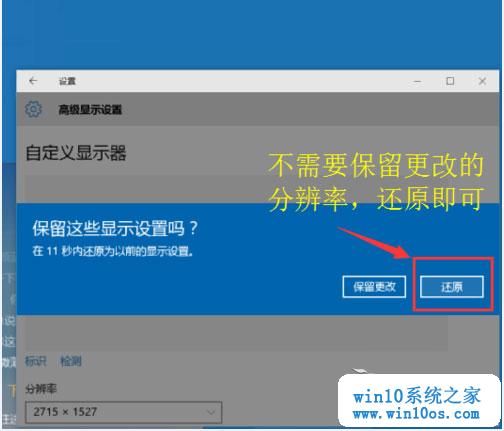 设置
高级显示设置
自定义显示器
不需要保留更改的
分辨率，还原即可
保留这些显示设置吗？
在 11 秒内还原为以前的显示设置。
保留更改
还原
标识 检测
分辨率
2715 × 1527
win10系统之家
www.win10os.com